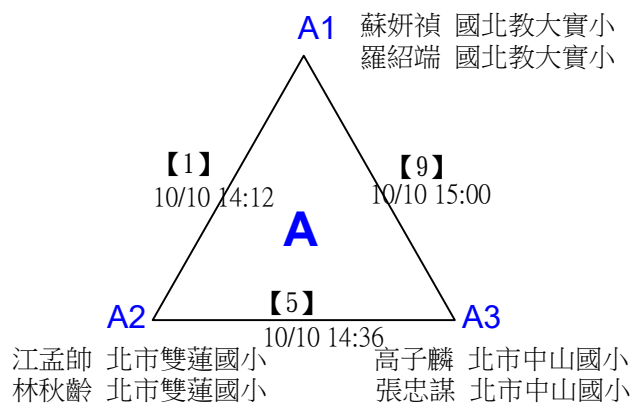 A1
蘇妍禎 國北教大實小
羅紹端 國北教大實小
【1】
10/10 14:12
【9】
10/10 15:00
A
【5】
10/10 14:36
A2
A3
江孟帥 北市雙蓮國小
林秋齡 北市雙蓮國小
高子麟 北市中山國小
張忠謀 北市中山國小